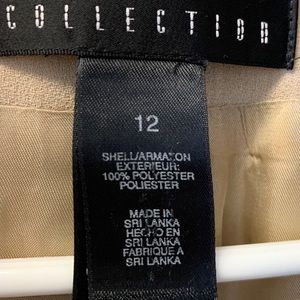 COLLECTION
12
SHELL/ARMAZON
EXTERIEUR:
100% POLYESTER
POLIESTER
MADE IN
SRI LANKA
HECHO EN
SRI LANKA
FABRIQUE A
SRI LANKA